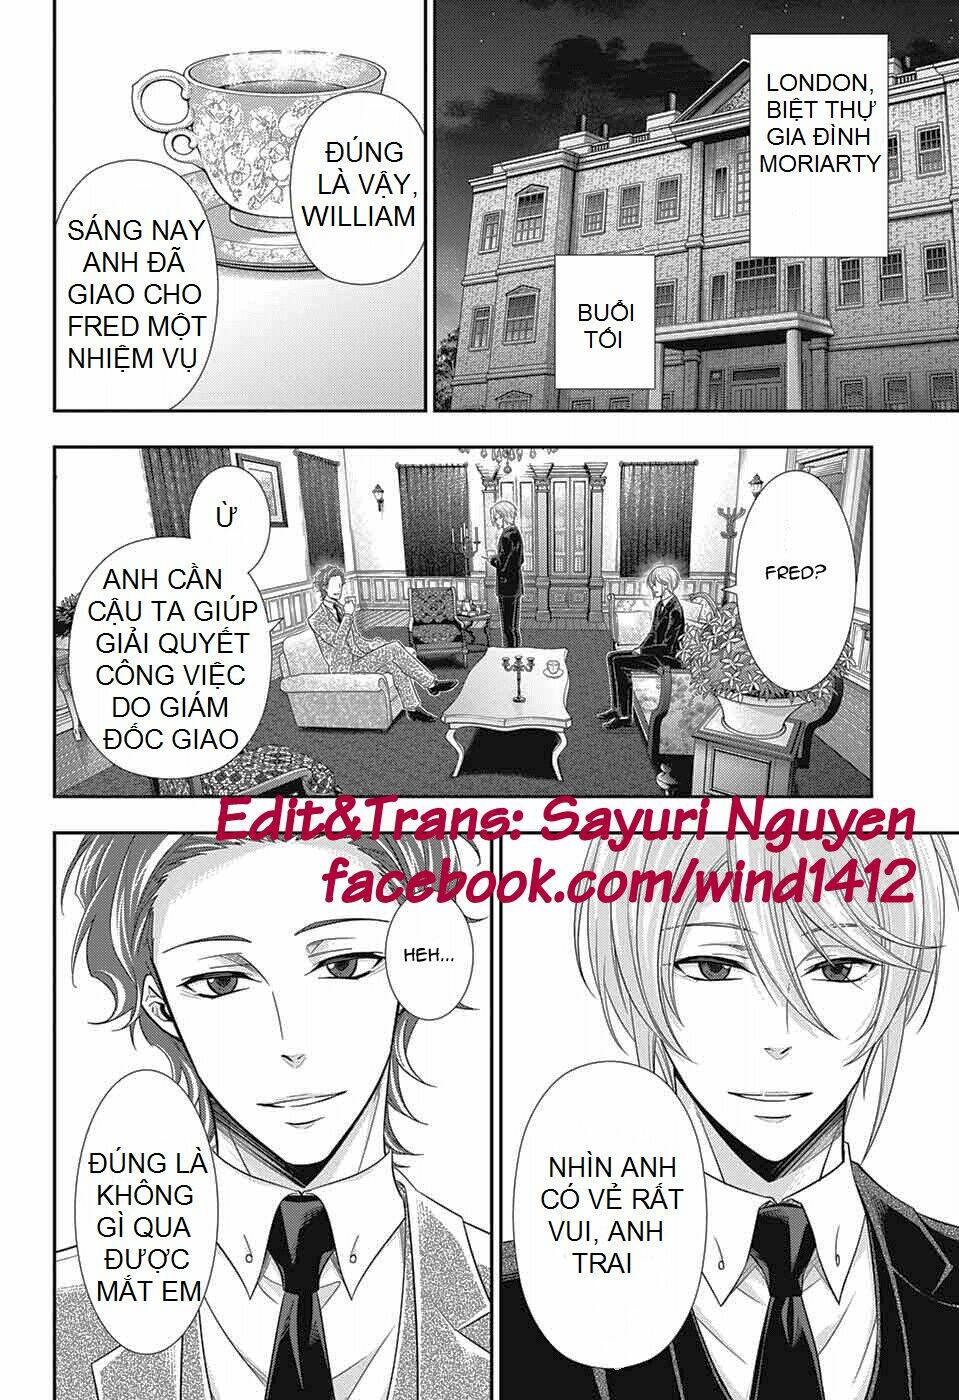 LONDON,
BIỆT THỰ
GIA ĐÌNH
MORIARTY
BUỔI
TỐI
ĐÚNG
LÀ VẬY,
WILLIAM
SÁNG NAY
ANH ĐÃ
GIAO CHO
FRED MỘT
NHIỆM VỤ
FRED?
Ừ
ANH CẦN
CẬU TA GIÚP
GIẢI QUYẾT
CÔNG VIỆC
DO GIÁM
ĐỐC GIAO
Edit&Trans: Sayuri Nguyen
facebook.com/wind1412
NHÌN ANH
CÓ VẺ RẤT
VUI, ANH
TRAI
HEH...
ĐÚNG LÀ
KHÔNG
GÌ QUA
ĐƯỢC
MẮT EM